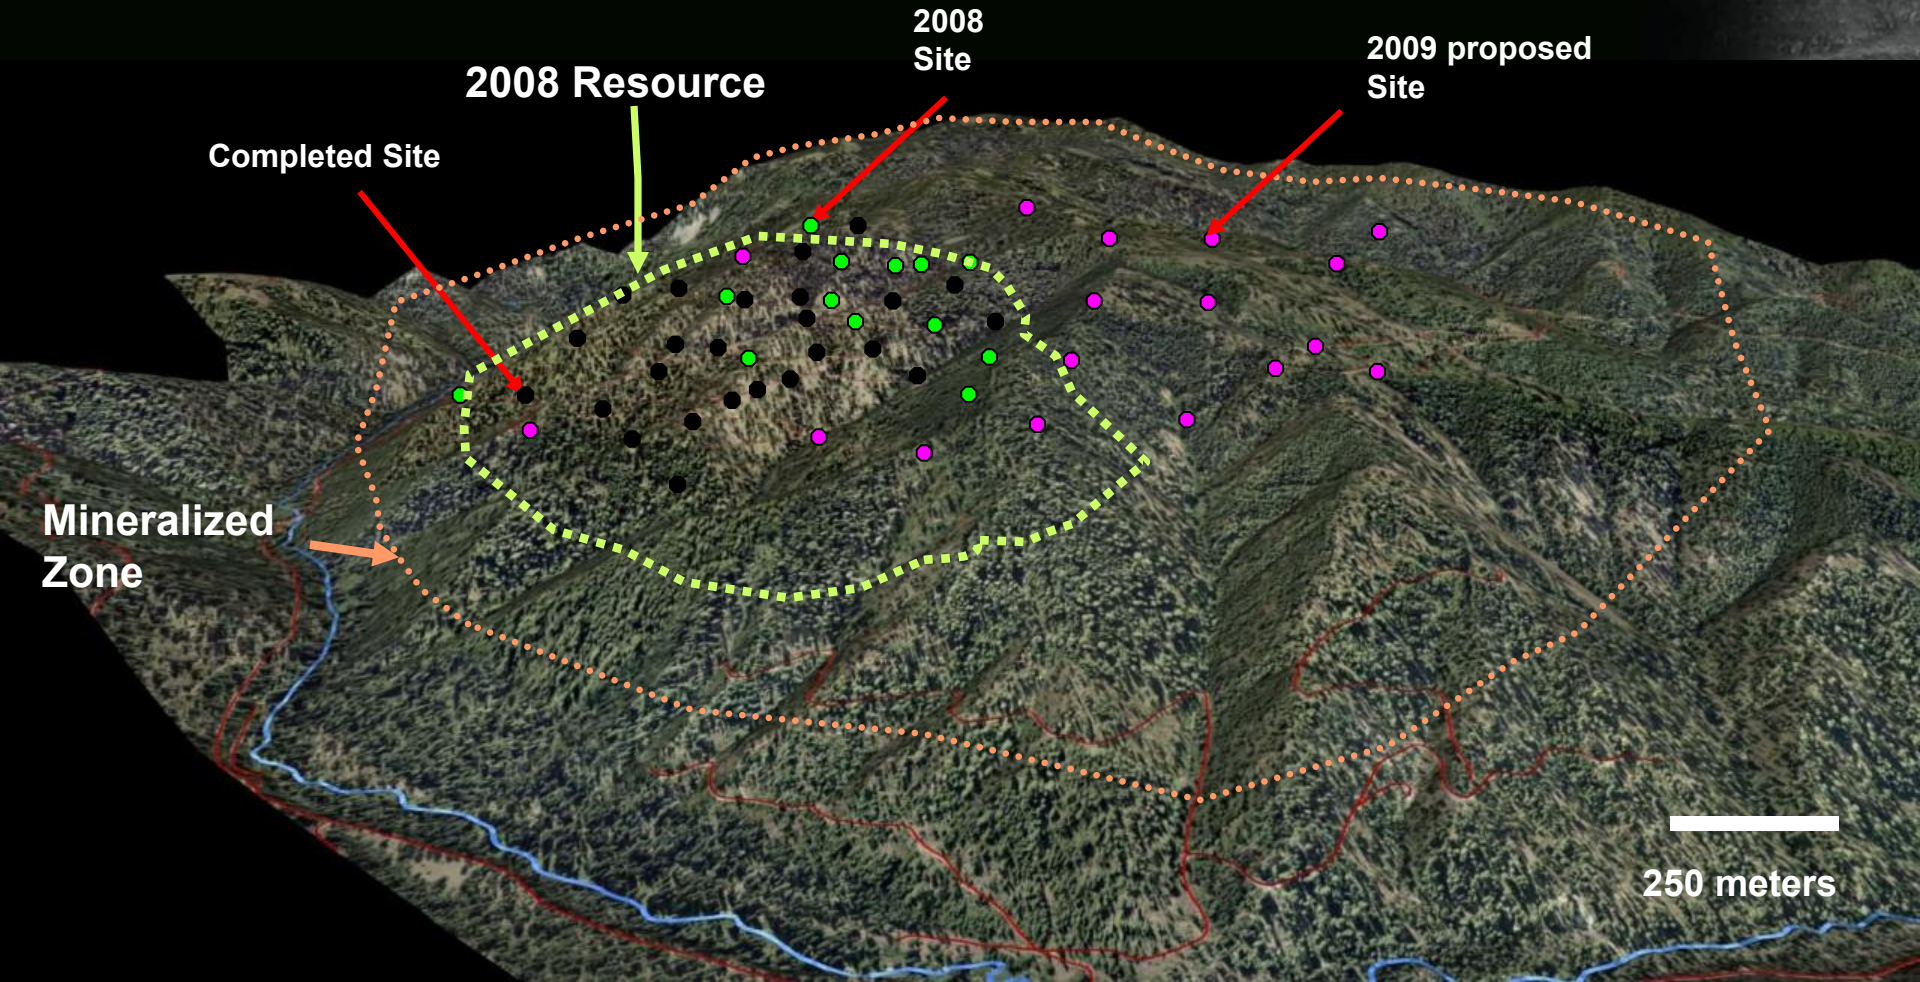 2008
Site
2009 proposed
Site
2008 Resource
Completed Site
Mineralized
Zone
250 meters